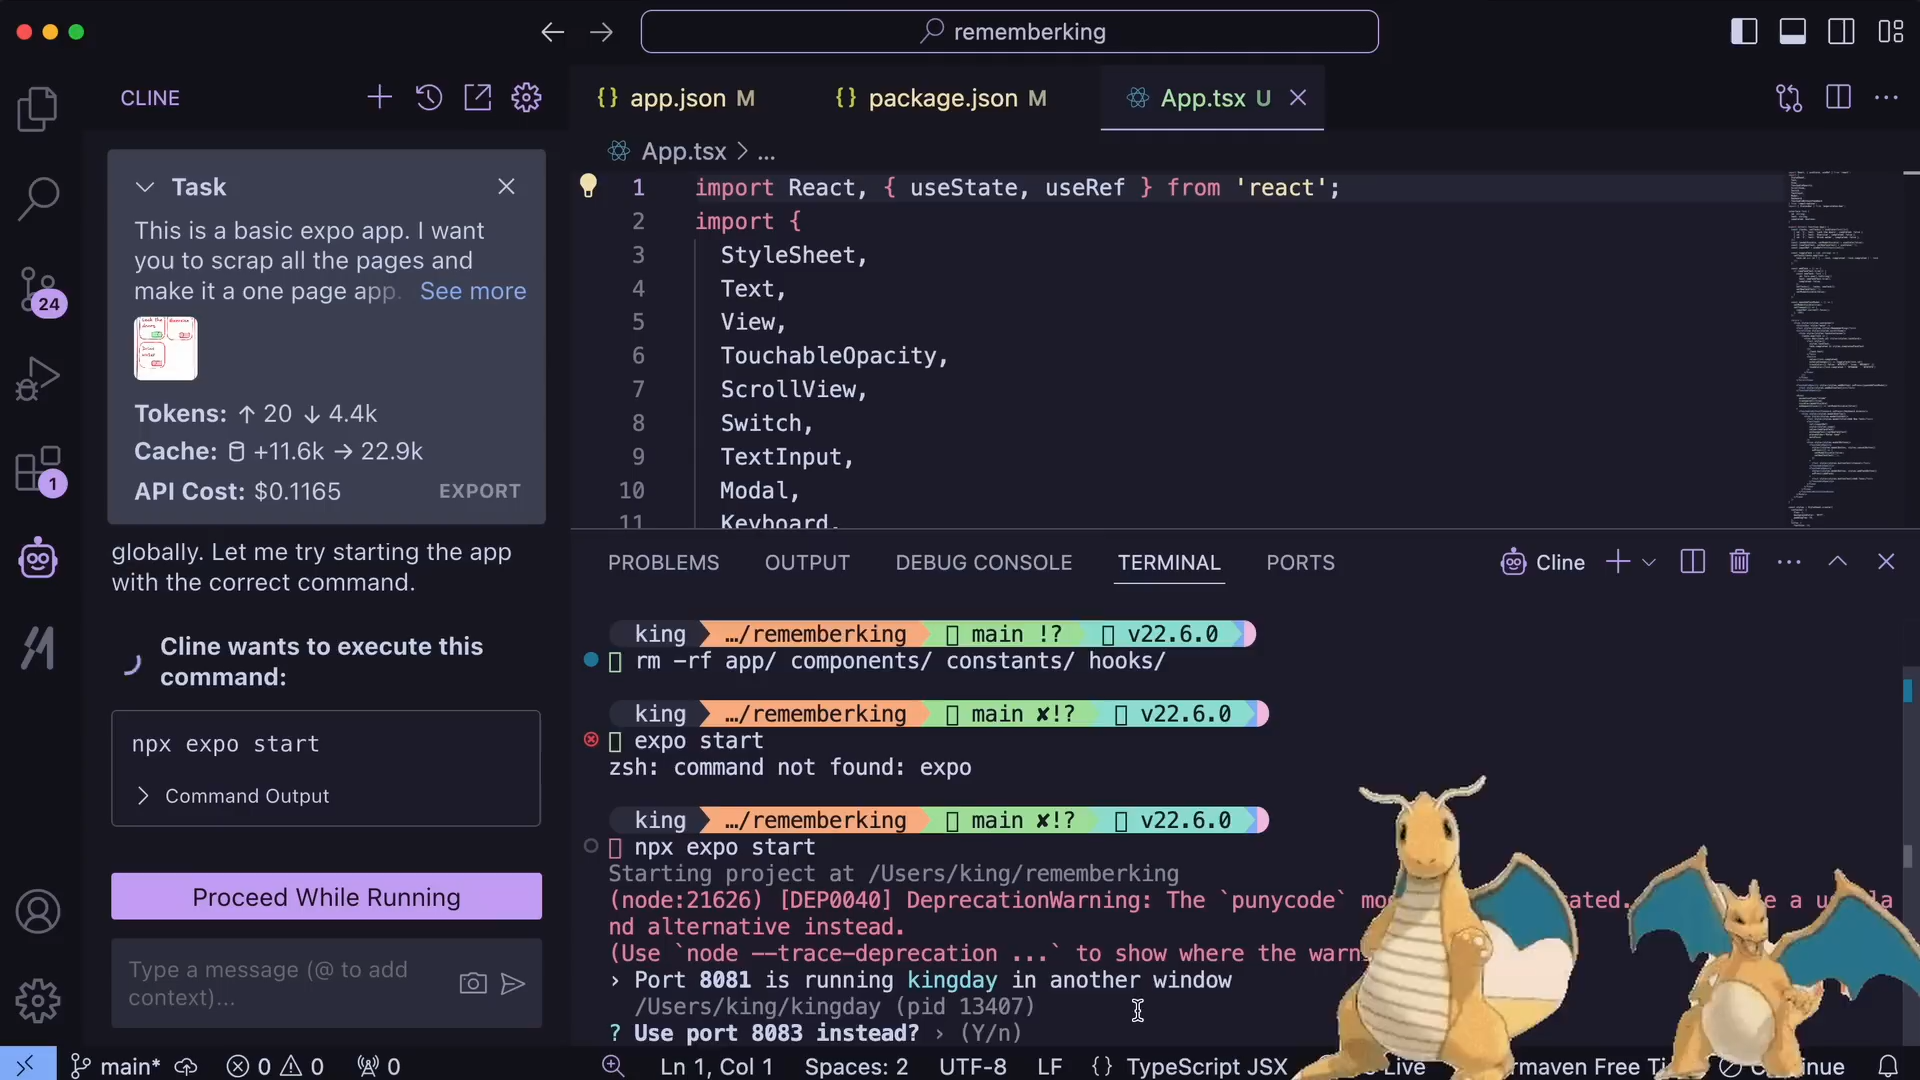 rememberking
CLINE
Task
This is a basic expo app. I want
you to scrap all the pages and
make it a one page app. See more
Tokens: ↑ 20 ↓ 4.4k
Cache: +11.6k → 22.9k
API Cost: $0.1165 EXPORT
globally. Let me try starting the app
with the correct command.
Cline wants to execute this
command:
npx expo start
Command Output
Proceed While Running
Type a message (@ to add
context)...
24
1
{} app.json M
{} package.json M
App.tsx U
App.tsx > ...
1 import React, { useState, useRef } from 'react';
2 import {
3 StyleSheet,
4 Text,
5 View,
6 TouchableOpacity,
7 ScrollView,
8 Switch,
9 TextInput,
10 Modal,
11 Keyboard,
PROBLEMS OUTPUT DEBUG CONSOLE TERMINAL PORTS
Cline
king …/rememberking main !? v22.6.0
rm -rf app/ components/ constants/ hooks/
king …/rememberking main ✘!? v22.6.0
expo start
zsh: command not found: expo
king …/rememberking main ✘!? v22.6.0
npx expo start
Starting project at /Users/king/rememberking
(node:21626) [DEP0040] DeprecationWarning: The `punycode` mo
nd alternative instead.
(Use `node --trace-deprecation ...` to show where the warn
› Port 8081 is running kingday in another window
/Users/king/kingday (pid 13407)
? Use port 8083 instead? › (Y/n)
main* 0 0 0
Ln 1, Col 1 Spaces: 2 UTF-8 LF {} TypeScript JSX